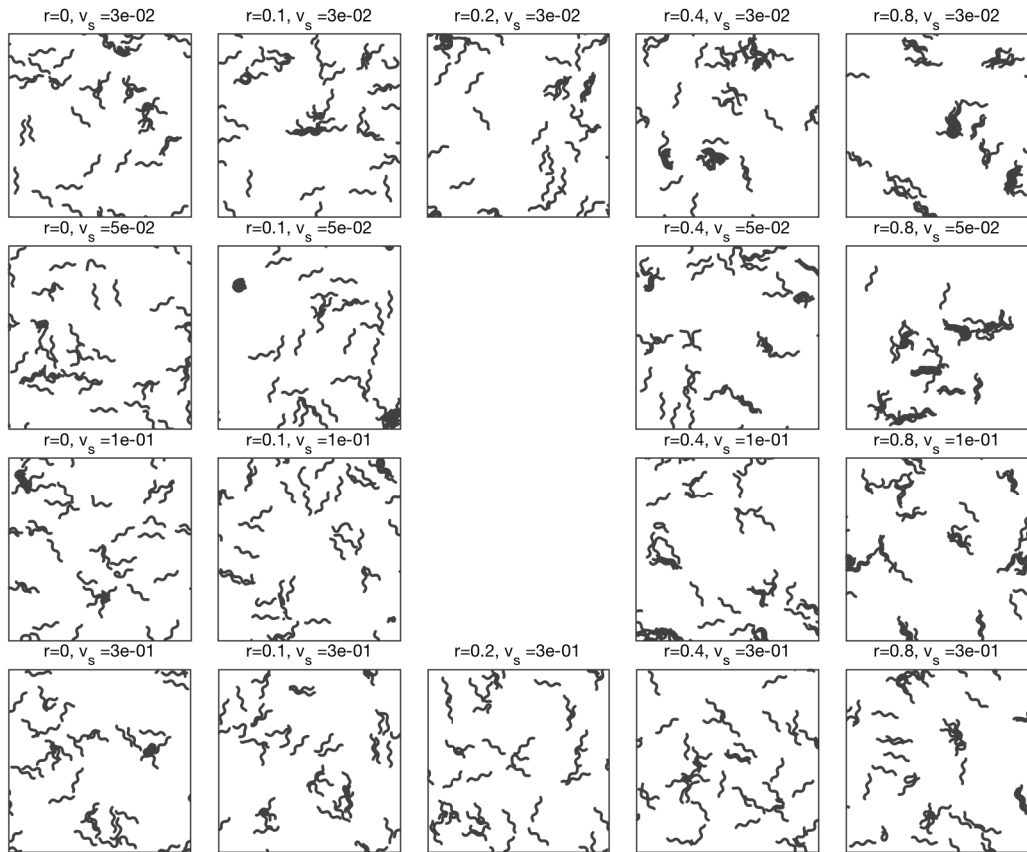 r=0, v_s =3e-02
r=0.1, v_s =3e-02
r=0.2, v_s =3e-02
r=0.4, v_s =3e-02
r=0.8, v_s =3e-02
r=0, v_s =5e-02
r=0.1, v_s =5e-02
r=0.4, v_s =5e-02
r=0.8, v_s =5e-02
r=0, v_s =1e-01
r=0.1, v_s =1e-01
r=0.4, v_s =1e-01
r=0.8, v_s =1e-01
r=0, v_s =3e-01
r=0.1, v_s =3e-01
r=0.2, v_s =3e-01
r=0.4, v_s =3e-01
r=0.8, v_s =3e-01